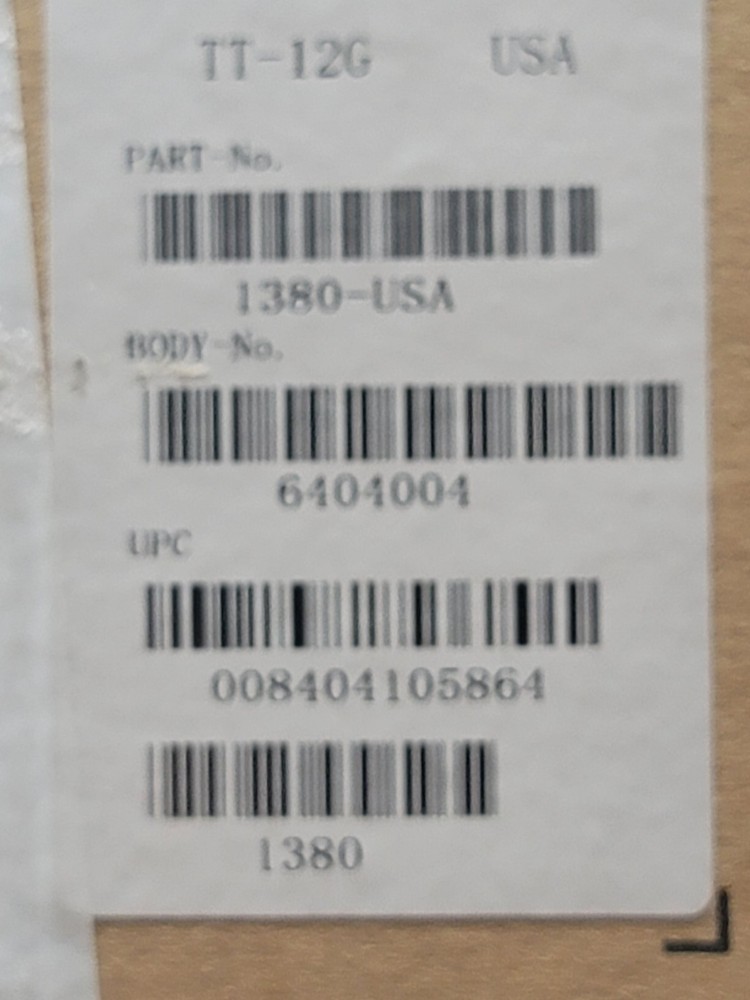 TT-12G USA
PART-No.
1380-USA
BODY-No.
6404004
UPC
008404105864
1380